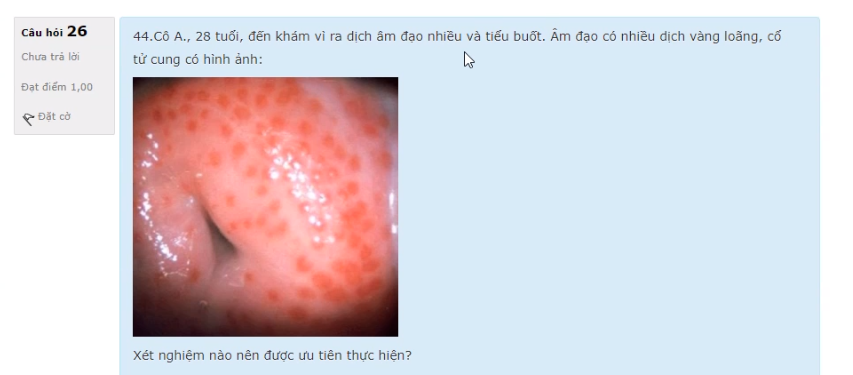 Câu hỏi 26
Chưa trả lời
Đạt điểm 1,00
Đặt cờ
44.Cô A., 28 tuổi, đến khám vì ra dịch âm đạo nhiều và tiểu buốt. Âm đạo có nhiều dịch vàng loãng, cổ
tử cung có hình ảnh:
Xét nghiệm nào nên được ưu tiên thực hiện?